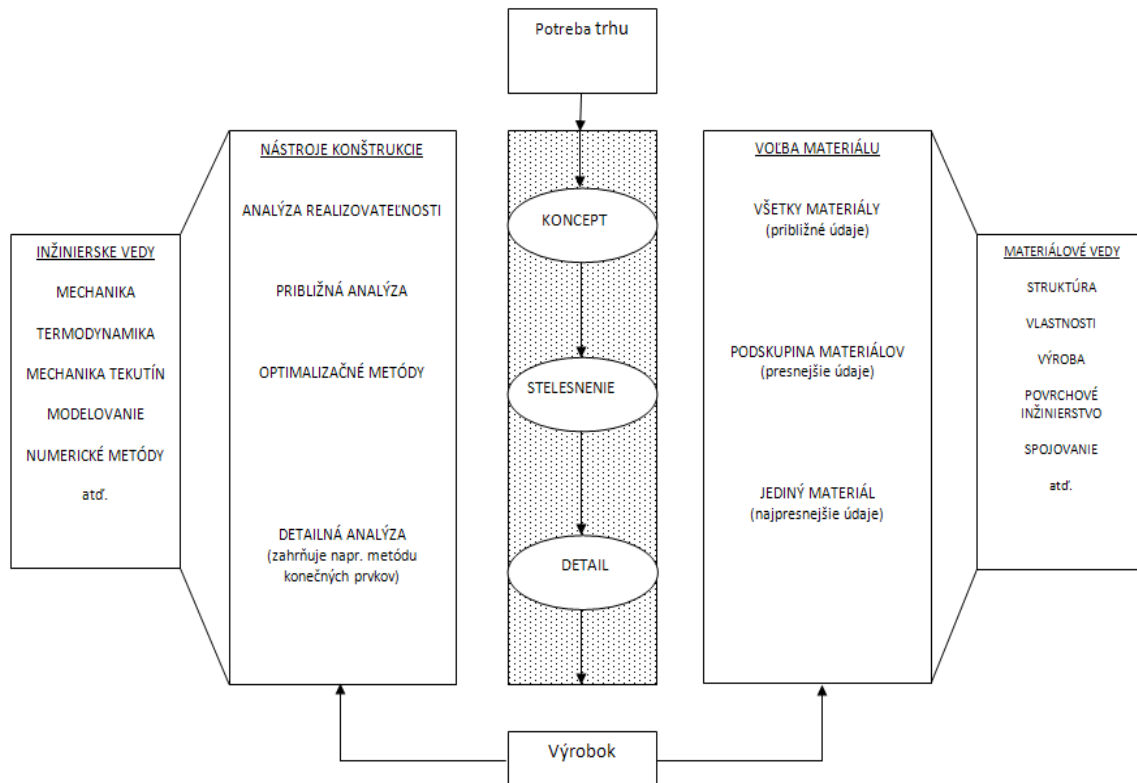 Potreba trhu
NÁSTROJE KONŠTRUKCIE
ANALÝZA REALIZOVATEĽNOSTI
PRIBLIŽNÁ ANALÝZA
OPTIMALIZAČNÉ METÓDY
DETAILNÁ ANALÝZA
(zahrňuje napr. metódu
konečných prvkov)
INŽINIERSKE VEDY
MECHANIKA
TERMODYNAMIKA
MECHANIKA TEKUTÍN
MODELOVANIE
NUMERICKÉ METÓDY
atď.
KONCEPT
STELESNENIE
DETAIL
VOĽBA MATERIÁLU
VŠETKY MATERIÁLY
(približné údaje)
PODSKUPINA MATERIÁLOV
(presnejšie údaje)
JEDINÝ MATERIÁL
(najpresnejšie údaje)
MATERIÁLOVÉ VEDY
STRUKTÚRA
VLASTNOSTI
VÝROBA
POVRCHOVÉ
INŽINIERSTVO
SPOJOVANIE
atď.
Výrobok